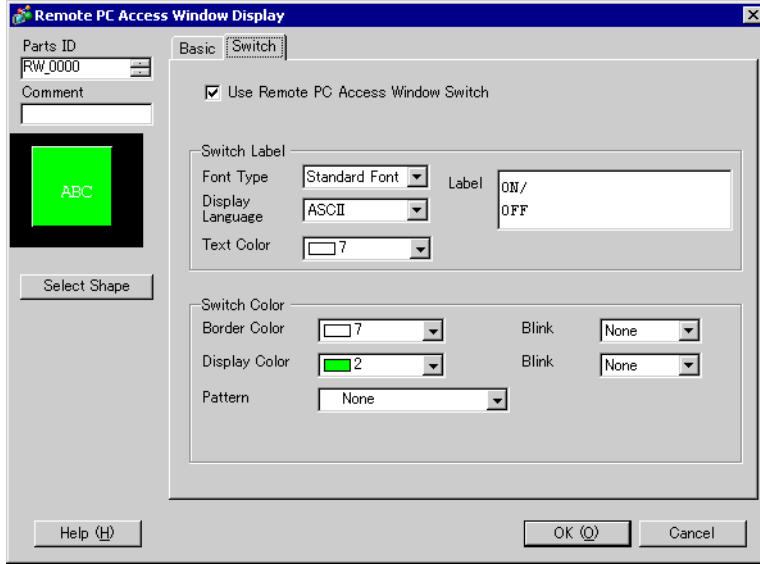 Remote PC Access Window Display
Parts ID
RW_0000
Comment
ABC
Select Shape
Basic
Switch
Use Remote PC Access Window Switch
Switch Label
Font Type
Standard Font
Display
Language
ASCII
Text Color
7
Label
ON/
OFF
Switch Color
Border Color
7
Blink
None
Display Color
2
Blink
None
Pattern
None
Help (H)
OK (O)
Cancel